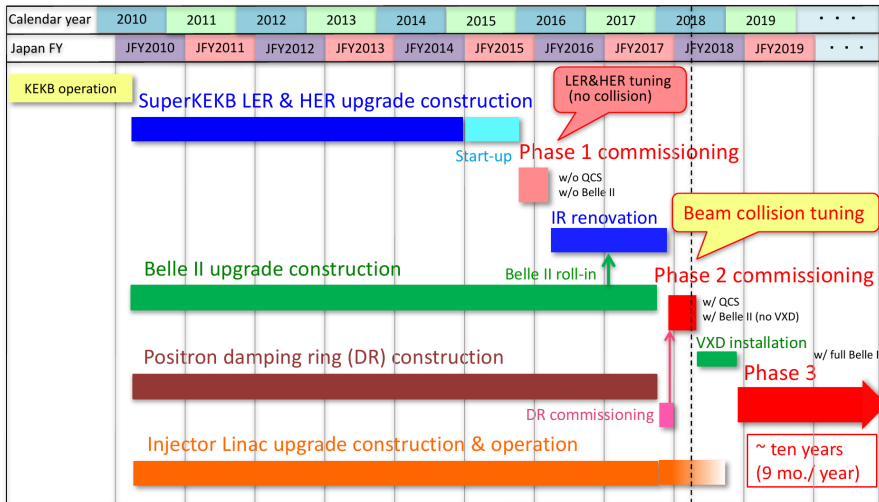 Calendar year 2010 2011 2012 2013 2014 2015 2016 2017 2018 2019 · · ·
Japan FY JFY2010 JFY2011 JFY2012 JFY2013 JFY2014 JFY2015 JFY2016 JFY2017 JFY2018 JFY2019 · · ·
KEKB operation
LER&HER tuning
(no collision)
SuperKEKB LER & HER upgrade construction
Start-up
Phase 1 commissioning
w/o QCS
w/o Belle II
IR renovation
Beam collision tuning
Belle II upgrade construction
Belle II roll-in
Phase 2 commissioning
w/ QCS
w/ Belle II (no VXD)
VXD installation
w/ full Belle I
Positron damping ring (DR) construction
Phase 3
DR commissioning
Injector Linac upgrade construction & operation
~ ten years
(9 mo./ year)